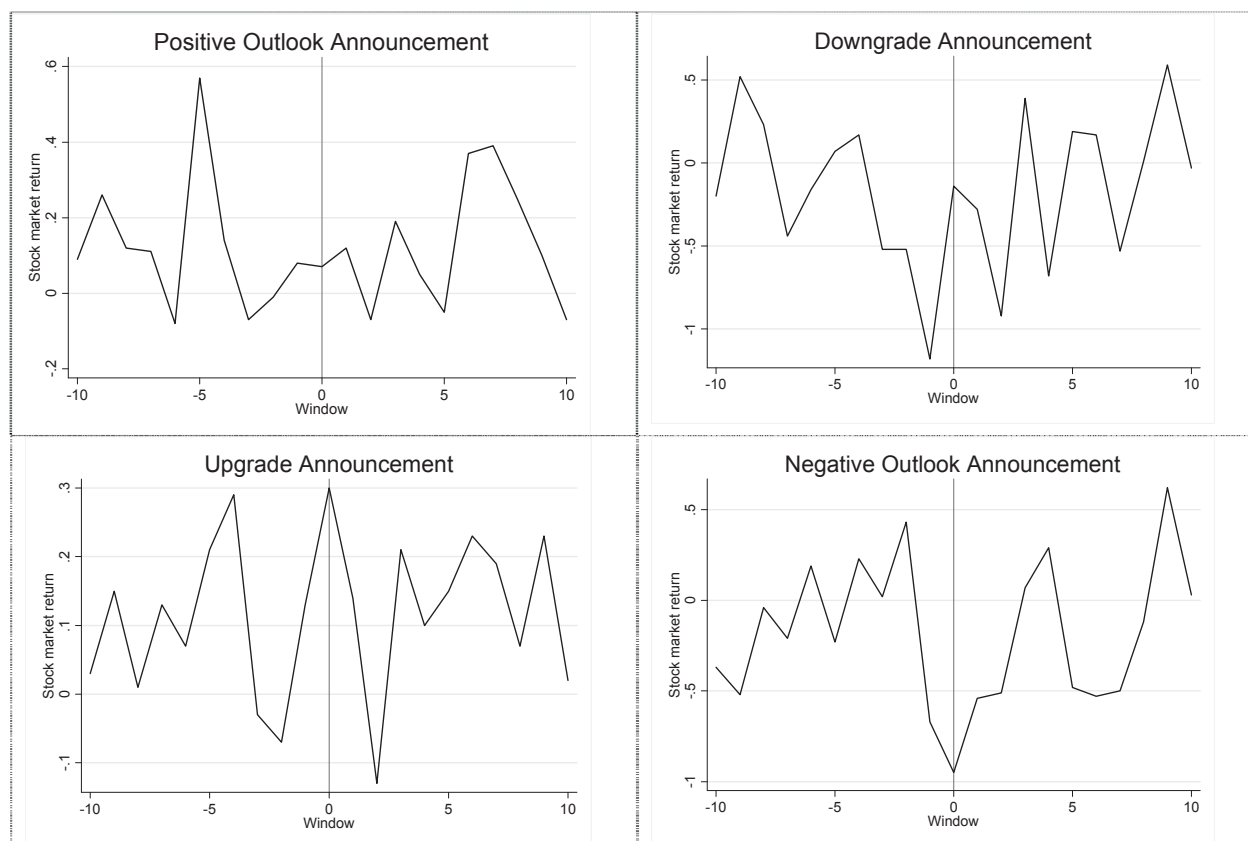 Positive Outlook Announcement
.6
.4
.2
0
-.2
Stock market return
-10 -5 0 5 10
Window
Downgrade Announcement
.5
0
-.5
-1
Stock market return
-10 -5 0 5 10
Window
Upgrade Announcement
.3
.2
.1
0
-.1
Stock market return
-10 -5 0 5 10
Window
Negative Outlook Announcement
.5
0
-.5
-1
Stock market return
-10 -5 0 5 10
Window